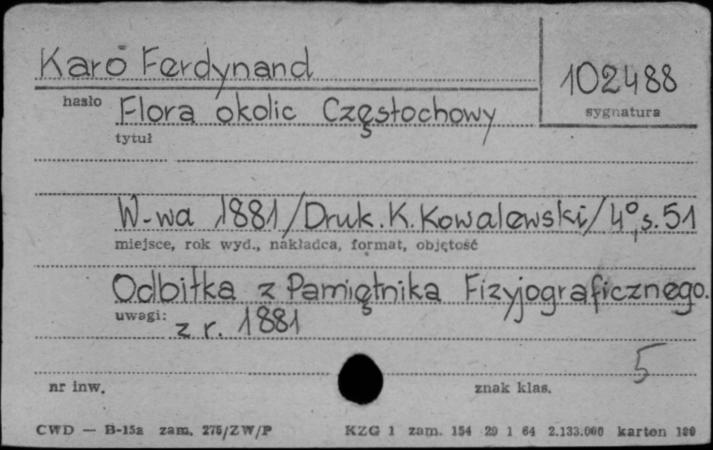 Karo Ferdynand
102488
hasło
sygnatura
Flora okolic Częstochowy
tytuł
W-wa 1881/Druk. K. Kowalewski/4°, s. 51
miejsce, rok wyd., nakładca, format, objętość
Odbitka z Pamiętnika Fizyjograficznego.
uwagi: z r. 1881
5
nr inw.
znak klas.
CWD — B-15a zam. 275/ZW/P KZG 1 zam. 154 29 1 64 2.133.000 karton